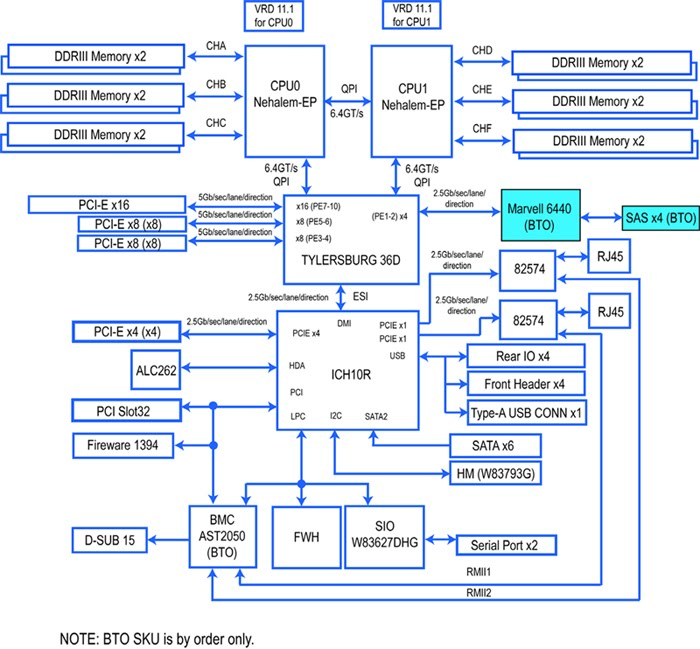 VRD 11.1
for CPU0
VRD 11.1
for CPU1
DDRIII Memory x2
CHA
CPU0
Nehalem-EP
QPI
6.4GT/s
CPU1
Nehalem-EP
CHD
DDRIII Memory x2
DDRIII Memory x2
CHB
CHE
DDRIII Memory x2
DDRIII Memory x2
CHC
CHF
DDRIII Memory x2
6.4GT/s
QPI
6.4GT/s
QPI
PCI-E x16
5Gb/sec/lane/direction
x16 (PE7-10)
PCI-E x8 (x8)
5Gb/sec/lane/direction
x8 (PE5-6)
PCI-E x8 (x8)
5Gb/sec/lane/direction
x8 (PE3-4)
(PE1-2) x4
TYLERSBURG 36D
2.5Gb/sec/lane/
direction
Marvell 6440
(BTO)
SAS x4 (BTO)
ESI
2.5Gb/sec/lane/direction
2.5Gb/sec/lane/
direction
82574
RJ45
2.5Gb/sec/lane/
direction
82574
RJ45
PCI-E x4 (x4)
2.5Gb/sec/lane/direction
DMI
PCIE x4
PCIE x1
PCIE x1
USB
ALC262
HDA
ICH10R
Rear IO x4
Front Header x4
Type-A USB CONN x1
PCI Slot32
PCI
LPC
I2C
SATA2
Fireware 1394
SATA x6
HM (W83793G)
D-SUB 15
BMC
AST2050
(BTO)
FWH
SIO
W83627DHG
Serial Port x2
RMII1
RMII2
NOTE: BTO SKU is by order only.